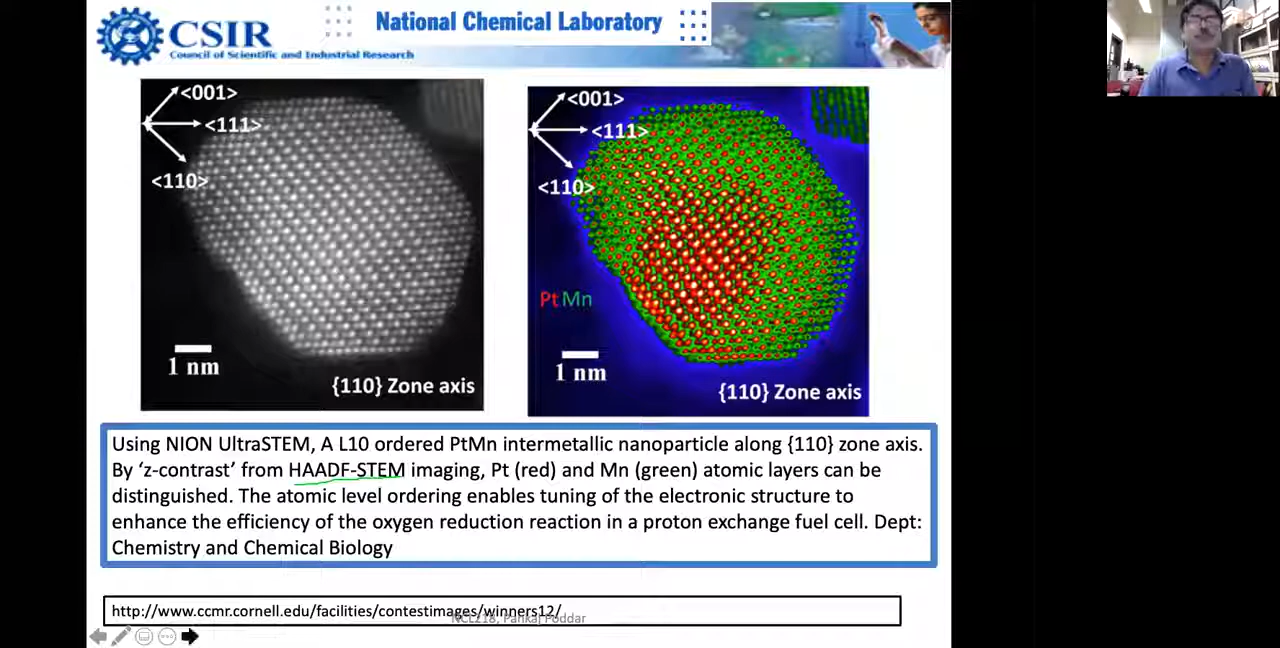 CSIR
Council of Scientific and Industrial Research
National Chemical Laboratory
<001>
<111>
<110>
1 nm
{110} Zone axis
<001>
<111>
<110>
PtMn
1 nm
{110} Zone axis
Using NION UltraSTEM, A L10 ordered PtMn intermetallic nanoparticle along {110} zone axis.
By ‘z-contrast’ from HAADF-STEM imaging, Pt (red) and Mn (green) atomic layers can be
distinguished. The atomic level ordering enables tuning of the electronic structure to
enhance the efficiency of the oxygen reduction reaction in a proton exchange fuel cell. Dept:
Chemistry and Chemical Biology
http://www.ccmr.cornell.edu/facilities/contestimages/winners12/
NCL218, Pankaj Poddar